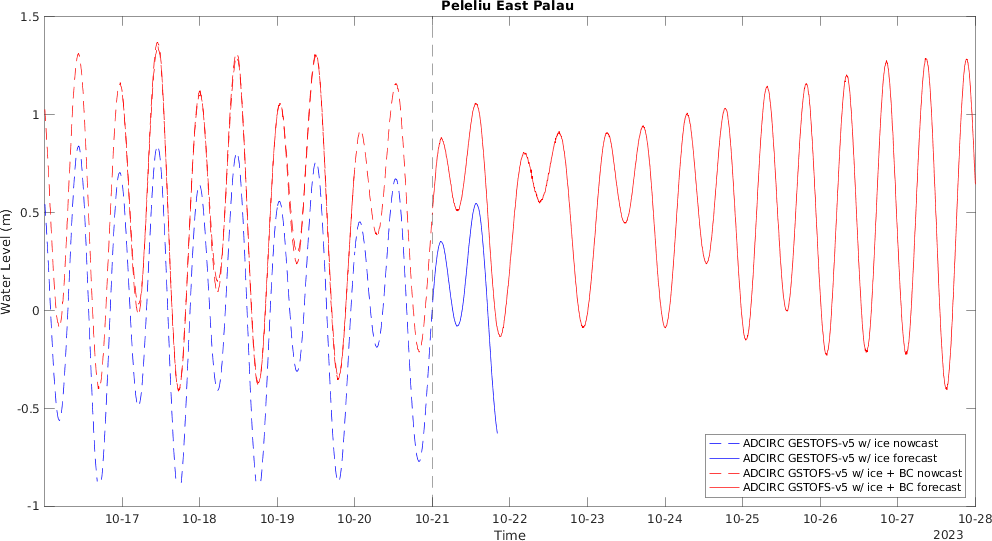 Peleliu East Palau
1.5
1
0.5
0
-0.5
-1
Water Level (m)
10-17 10-18 10-19 10-20 10-21 10-22 10-23 10-24 10-25 10-26 10-27 10-28
Time
2023
ADCIRC GESTOFS-v5 w/ ice nowcast
ADCIRC GESTOFS-v5 w/ ice forecast
ADCIRC GSTOFS-v5 w/ ice + BC nowcast
ADCIRC GSTOFS-v5 w/ ice + BC forecast